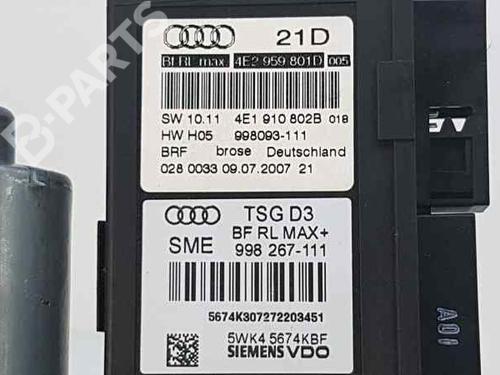 21D
BF RL max. 4E2 959 801D 005
SW 10.11 4E1 910 802B 018
HW H05 998093-111
BRF brose Deutschland
028 0033 09.07.2007 21
TSG D3
BF RL MAX+
SME 998 267-111
5674K307272203451
5WK4 5674KBF
SIEMENS VDO
B-PARTS